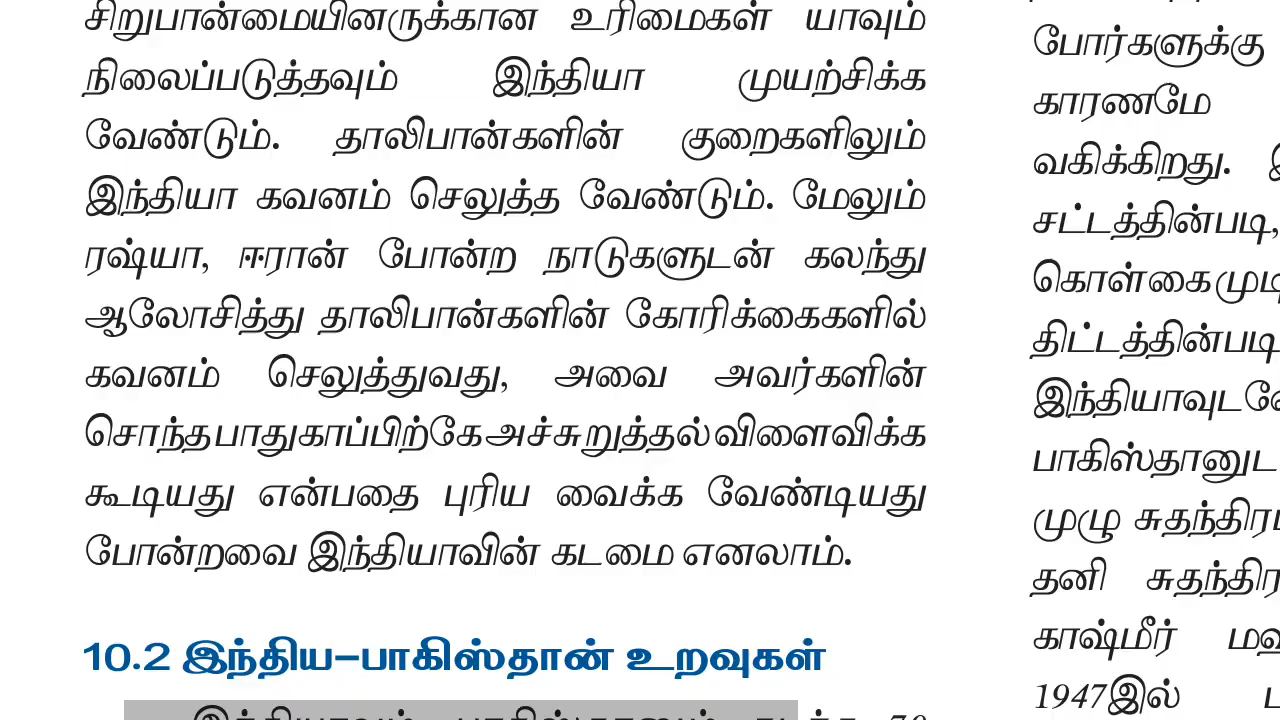 சிறுபான்மையினருக்கான உரிமைகள் யாவும்
நிலைப்படுத்தவும் இந்தியா முயற்சிக்க
வேண்டும். தாலிபான்களின் குறைகளிலும்
இந்தியா கவனம் செலுத்த வேண்டும். மேலும்
ரஷ்யா, ஈரான் போன்ற நாடுகளுடன் கலந்து
ஆலோசித்து தாலிபான்களின் கோரிக்கைகளில்
கவனம் செலுத்துவது, அவை அவர்களின்
சொந்தபாதுகாப்பிற்கே அச்சுறுத்தல் விளைவிக்க
கூடியது என்பதை புரிய வைக்க வேண்டியது
போன்றவை இந்தியாவின் கடமை எனலாம்.
10.2 இந்திய-பாகிஸ்தான் உறவுகள்
போர்களுக்கு
காரணமே
வகிக்கிறது.
சட்டத்தின்படி,
கொள்கை
திட்டத்தின்படி
பாகிஸ்தானுட
முழு
தனி
காஷ்மீர்
1947இல்